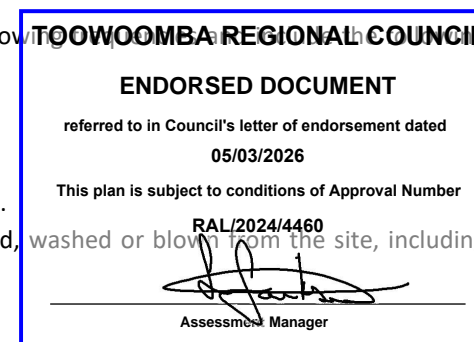 TOOWOOMBA REGIONAL COUNCIL
ENDORSED DOCUMENT
referred to in Council's letter of endorsement dated
05/03/2026
This plan is subject to conditions of Approval Number
RAL/2024/4460
washed or blown from the site, includin
Assessment Manager